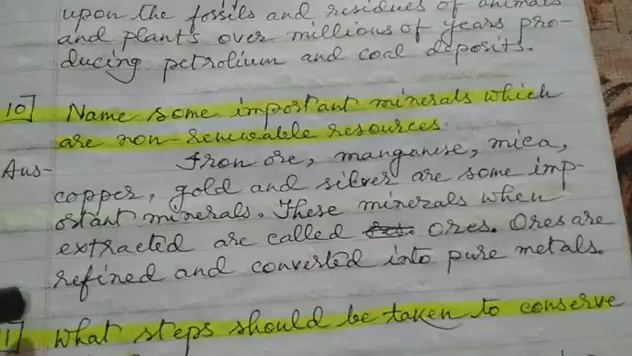 upon the fossils and residues of animals
and plants over millions of years pro-
ducing petrolium and coal deposits.
10] Name some important minerals which
are non-renewable resources.
Ans- Iron ore, manganese, mica,
copper, gold and silver are some imp-
ortant minerals. These minerals when
extracted are called ores. Ores are
refined and converted into pure metals.
1] What steps should be taken to conserve